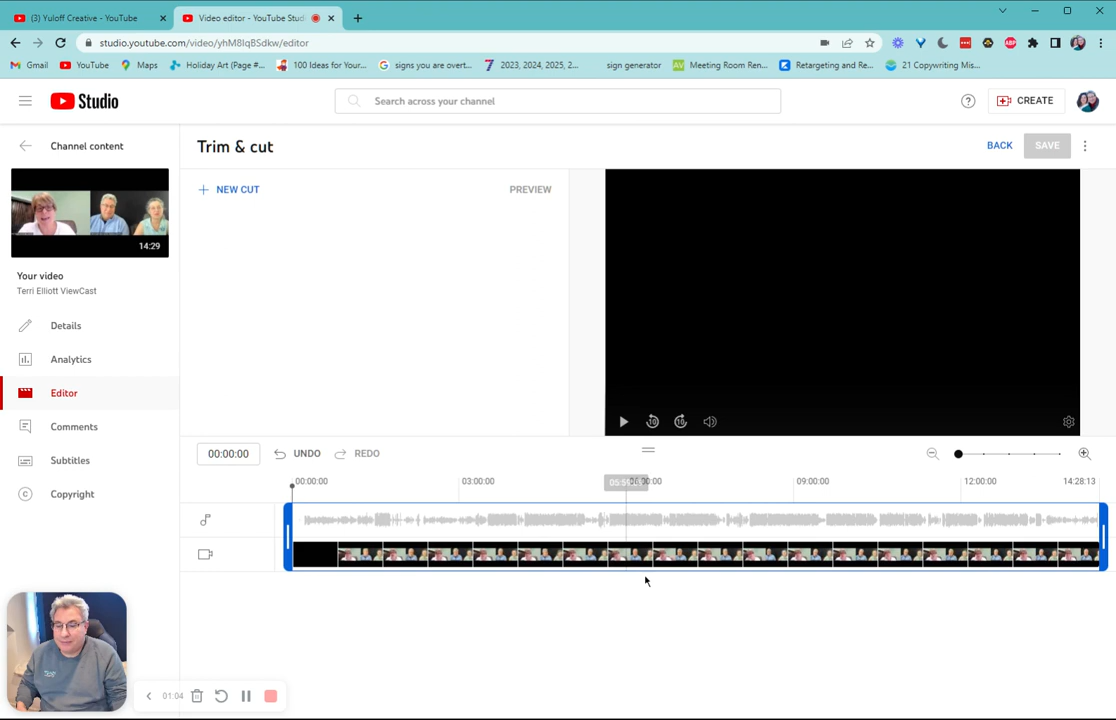 (3) Yuloff Creative - YouTube
Video editor - YouTube Studi
studio.youtube.com/video/yhM8lqBSdkw/editor
Gmail YouTube Maps Holiday Art (Page #... 100 Ideas for Your... signs you are overt... 2023, 2024, 2025, 2... sign generator Meeting Room Ren... Retargeting and Re... 21 Copywriting Mis...
Studio
Search across your channel
CREATE
Channel content
Trim & cut
BACK
SAVE
NEW CUT
PREVIEW
14:29
Your video
Terri Elliott ViewCast
Details
Analytics
Editor
Comments
Subtitles
Copyright
00:00:00
UNDO
REDO
00:00:00 03:00:00 06:00:00 09:00:00 12:00:00 14:28:13
01:04